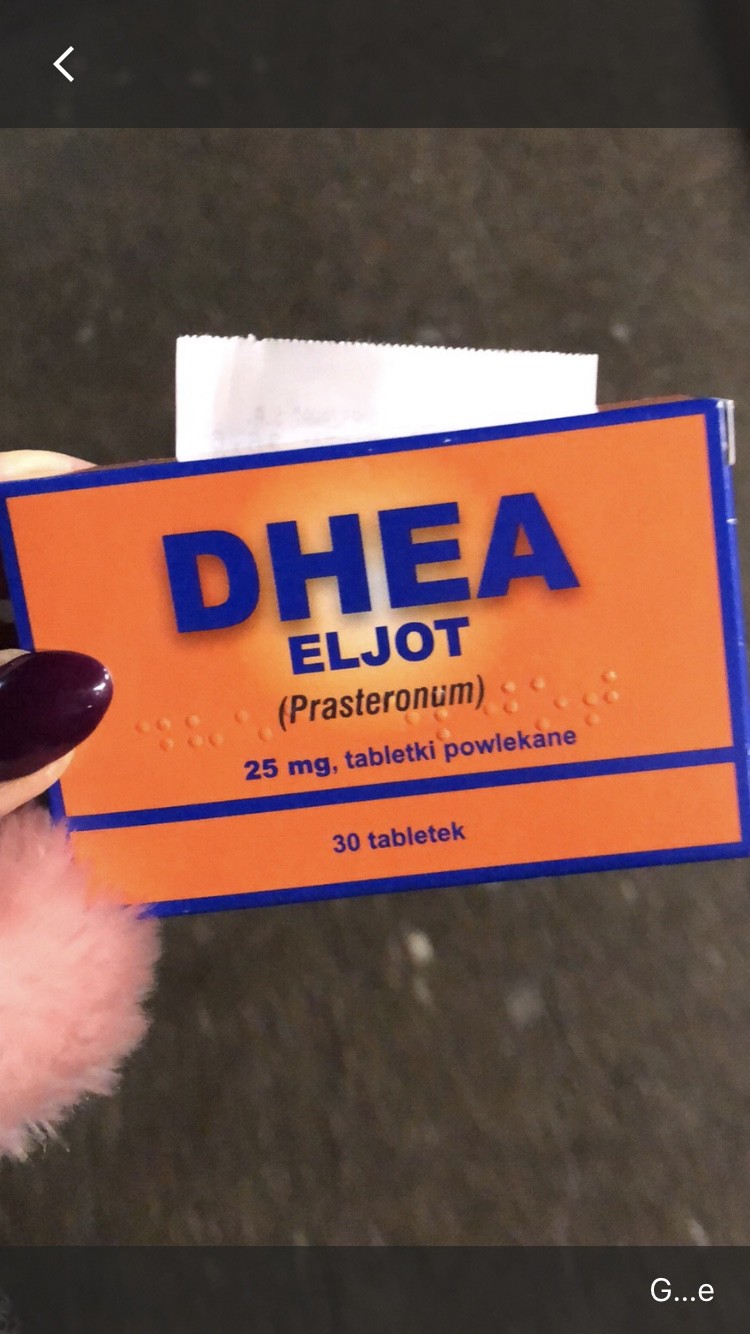 DHEA
ELJOT
(Prasteronum)
25 mg, tabletki powlekane
30 tabletek
G...e